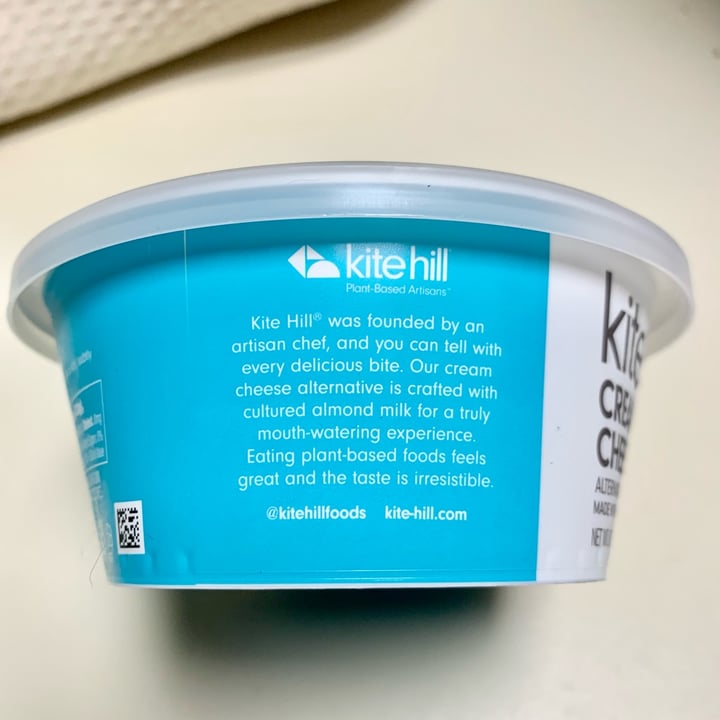 kite hill
Plant-Based Artisans™
Kite Hill® was founded by an
artisan chef, and you can tell with
every delicious bite. Our cream
cheese alternative is crafted with
cultured almond milk for a truly
mouth-watering experience.
Eating plant-based foods feels
great and the taste is irresistible.
@kitehillfoods kite-hill.com
kite
CREA
CHE
ALTERN
MADE
NET